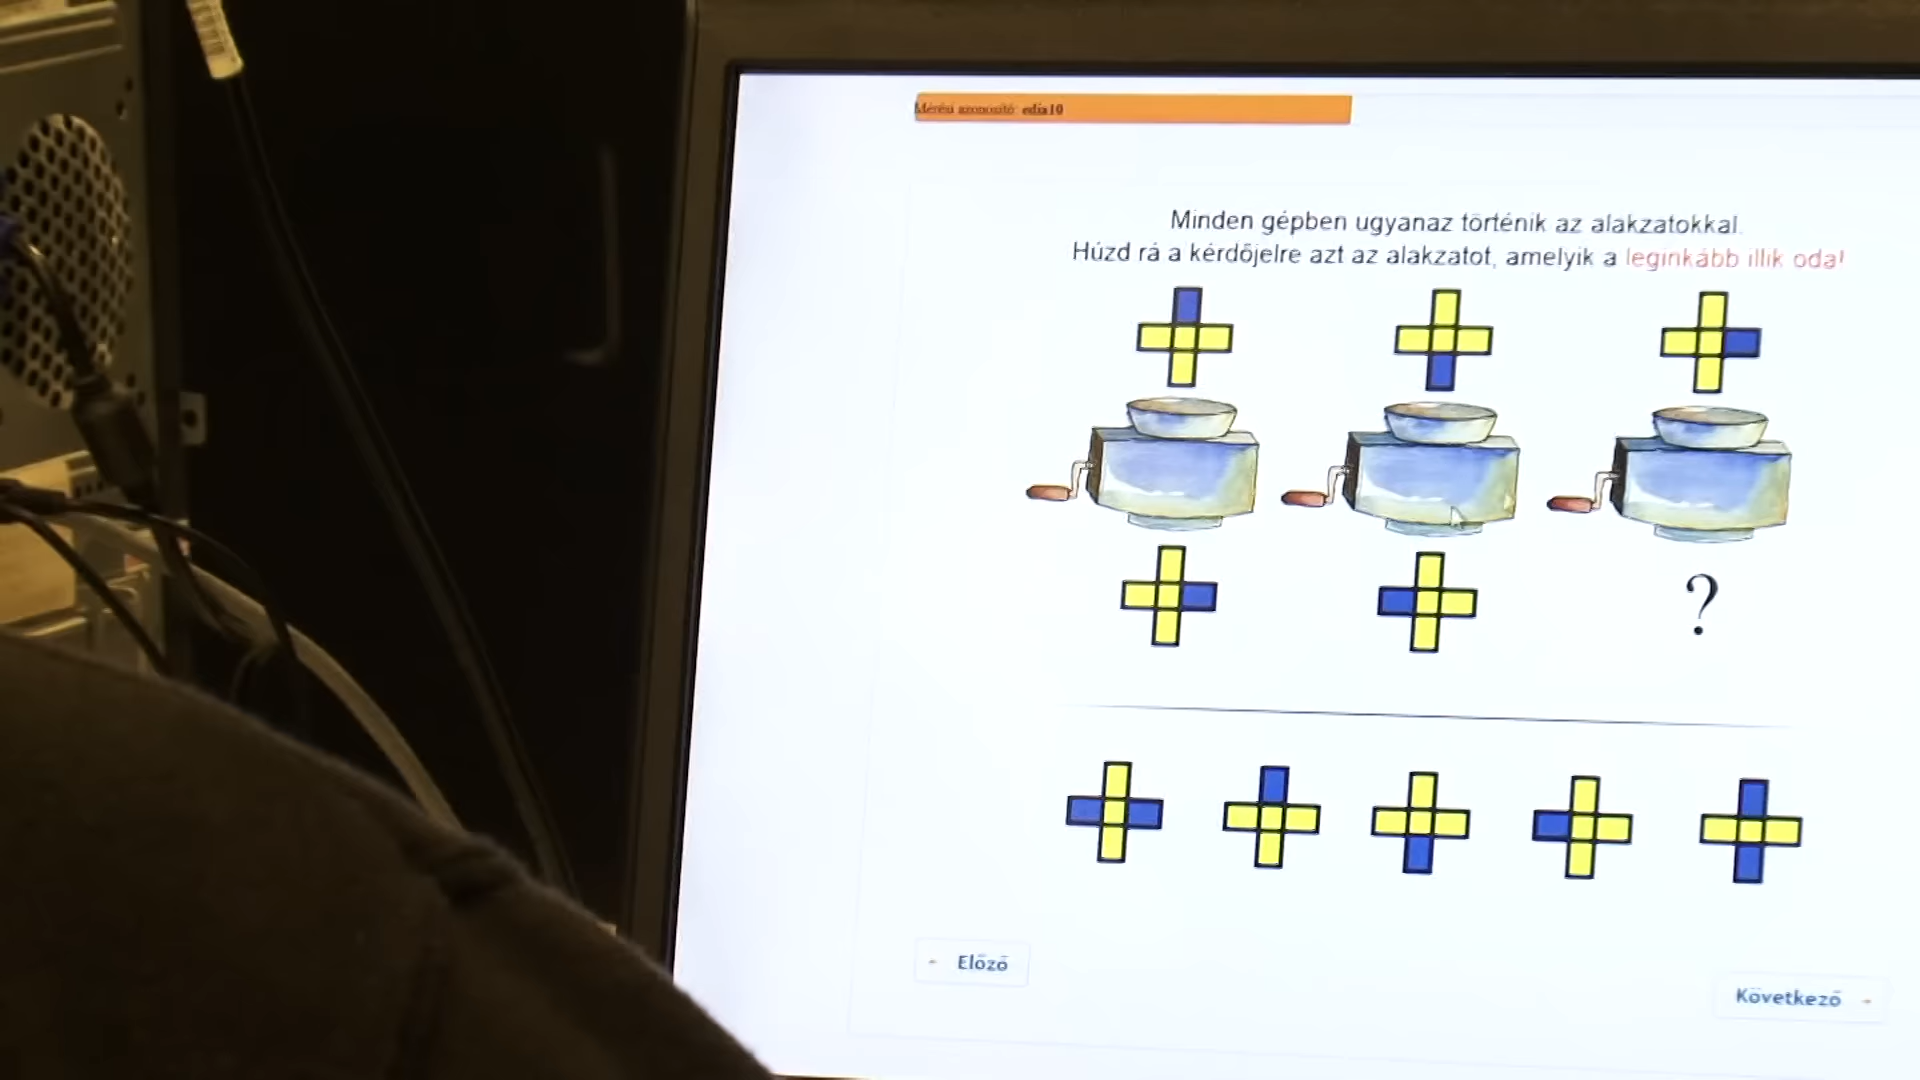 Mérési azonosító: edia10
Minden gépben ugyanaz történik az alakzatokkal.
Húzd rá a kérdőjelre azt az alakzatot, amelyik a leginkább illik oda!
?
Előző
Következő